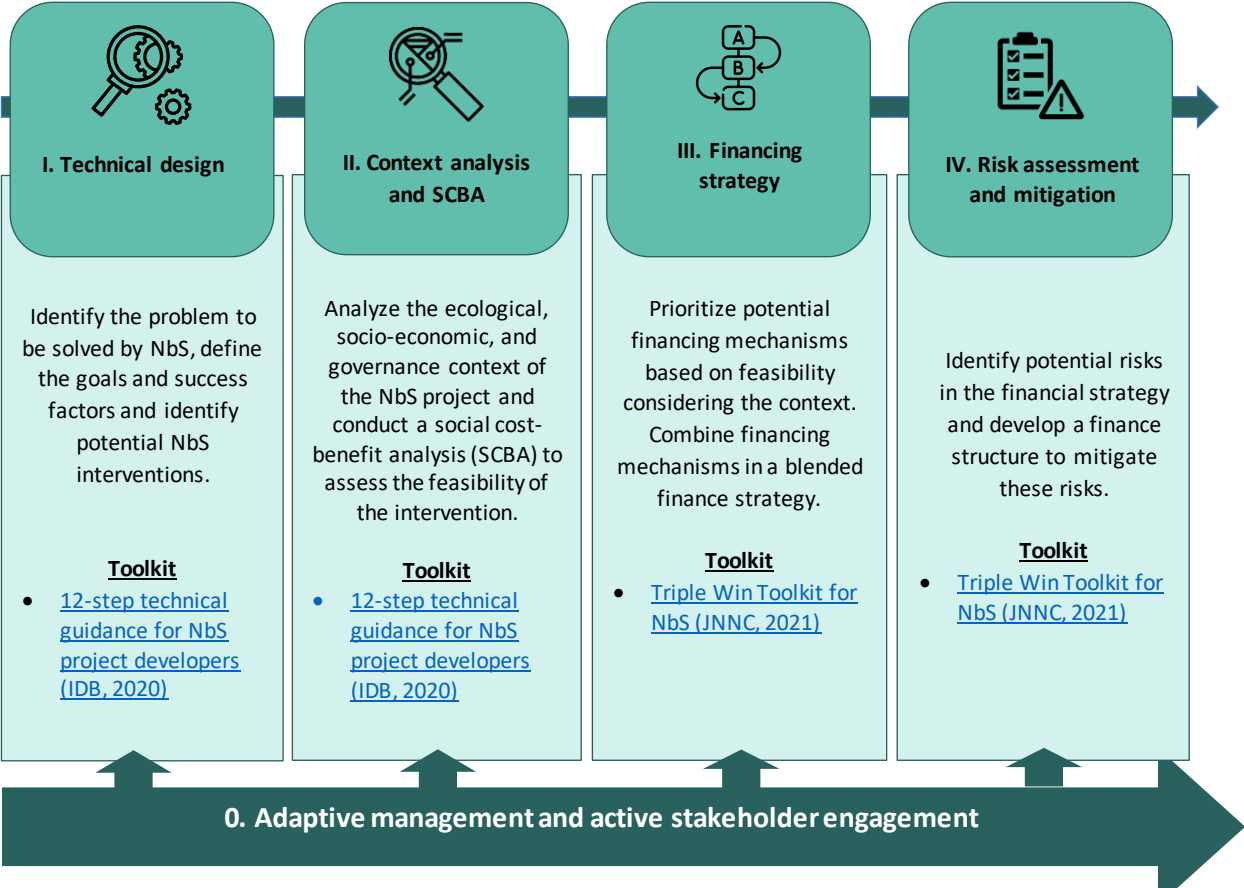 A
B
C
I. Technical design
II. Context analysis
and SCBA
III. Financing
strategy
IV. Risk assessment
and mitigation
Identify the problem to
be solved by NbS, define
the goals and success
factors and identify
potential NbS
interventions.
Toolkit
• 12-step technical
guidance for NbS
project developers
(IDB, 2020)
Analyze the ecological,
socio-economic, and
governance context of
the NbS project and
conduct a social cost-
benefit analysis (SCBA) to
assess the feasibility of
the intervention.
Toolkit
• 12-step technical
guidance for NbS
project developers
(IDB, 2020)
Prioritize potential
financing mechanisms
based on feasibility
considering the context.
Combine financing
mechanisms in a blended
finance strategy.
Toolkit
• Triple Win Toolkit for
NbS (JNNC, 2021)
Identify potential risks
in the financial strategy
and develop a finance
structure to mitigate
these risks.
Toolkit
• Triple Win Toolkit for
NbS (JNNC, 2021)
0. Adaptive management and active stakeholder engagement